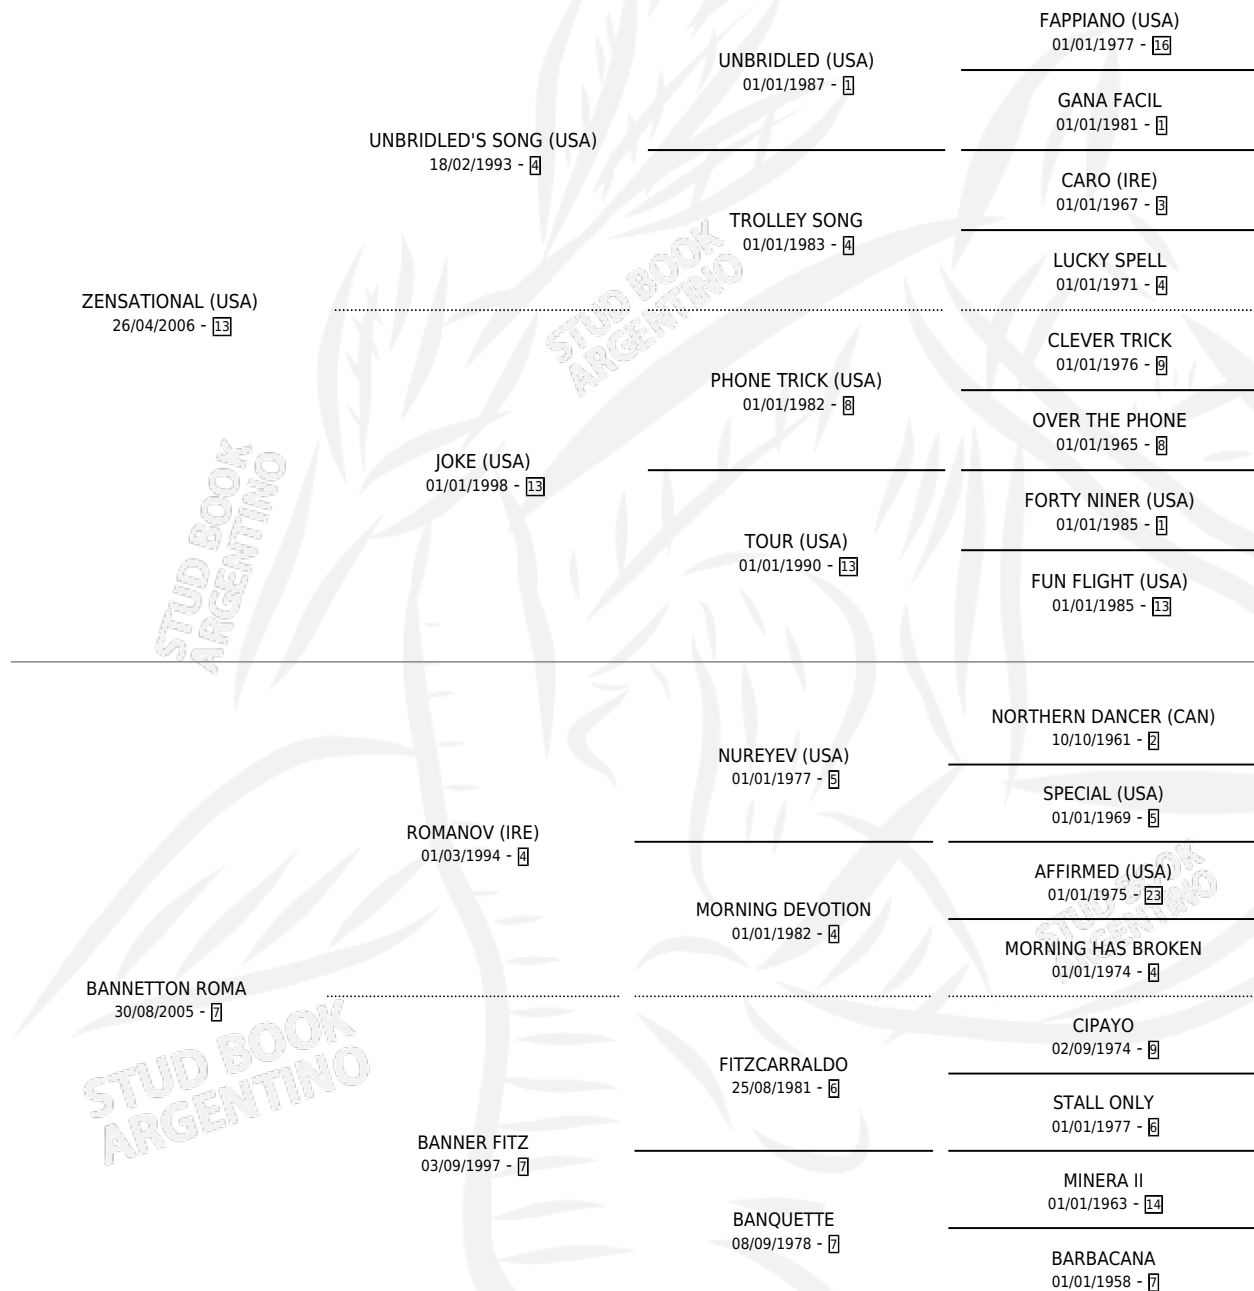 FAPPIANO (USA)
01/01/1977 - 16
UNBRIDLED (USA)
01/01/1987 - 1
GANA FACIL
01/01/1981 - 1
UNBRIDLED'S SONG (USA)
18/02/1993 - 4
CARO (IRE)
01/01/1967 - 3
TROLLEY SONG
01/01/1983 - 4
LUCKY SPELL
01/01/1971 - 4
ZENSATIONAL (USA)
26/04/2006 - 13
CLEVER TRICK
01/01/1976 - 9
PHONE TRICK (USA)
01/01/1982 - 8
OVER THE PHONE
01/01/1965 - 8
JOKE (USA)
01/01/1998 - 13
FORTY NINER (USA)
01/01/1985 - 1
TOUR (USA)
01/01/1990 - 13
FUN FLIGHT (USA)
01/01/1985 - 13
NORTHERN DANCER (CAN)
10/10/1961 - 2
NUREYEV (USA)
01/01/1977 - 5
SPECIAL (USA)
01/01/1969 - 5
ROMANOV (IRE)
01/03/1994 - 4
AFFIRMED (USA)
01/01/1975 - 23
MORNING DEVOTION
01/01/1982 - 4
MORNING HAS BROKEN
01/01/1974 - 4
BANNETTON ROMA
30/08/2005 - 7
CIPAYO
02/09/1974 - 9
FITZCARRALDO
25/08/1981 - 6
STALL ONLY
01/01/1977 - 6
BANNER FITZ
03/09/1997 - 7
MINERA II
01/01/1963 - 14
BANQUETTE
08/09/1978 - 7
BARBACANA
01/01/1958 - 7
STUD BOOK
ARGENTINO
STUD BOOK
ARGENTINO
STUD BOOK
ARGENTINO
STUD BOOK
ARGENTINO